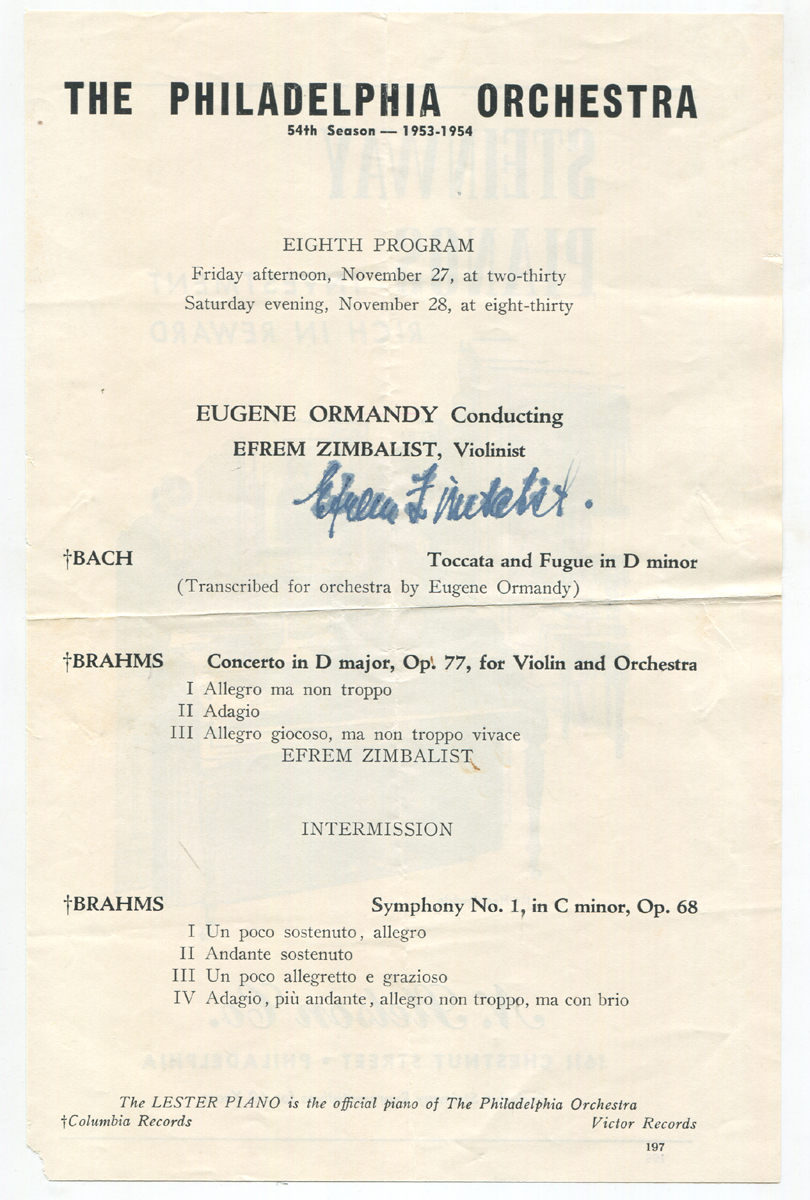 THE PHILADELPHIA ORCHESTRA
54th Season — 1953-1954
EIGHTH PROGRAM
Friday afternoon, November 27, at two-thirty
Saturday evening, November 28, at eight-thirty
EUGENE ORMANDY Conducting
EFREM ZIMBALIST, Violinist
Efrem Zimbalist.
†BACH Toccata and Fugue in D minor
(Transcribed for orchestra by Eugene Ormandy)
†BRAHMS Concerto in D major, Op. 77, for Violin and Orchestra
I Allegro ma non troppo
II Adagio
III Allegro giocoso, ma non troppo vivace
EFREM ZIMBALIST
INTERMISSION
†BRAHMS Symphony No. 1, in C minor, Op. 68
I Un poco sostenuto, allegro
II Andante sostenuto
III Un poco allegretto e grazioso
IV Adagio, più andante, allegro non troppo, ma con brio
The LESTER PIANO is the official piano of The Philadelphia Orchestra
†Columbia Records Victor Records
197